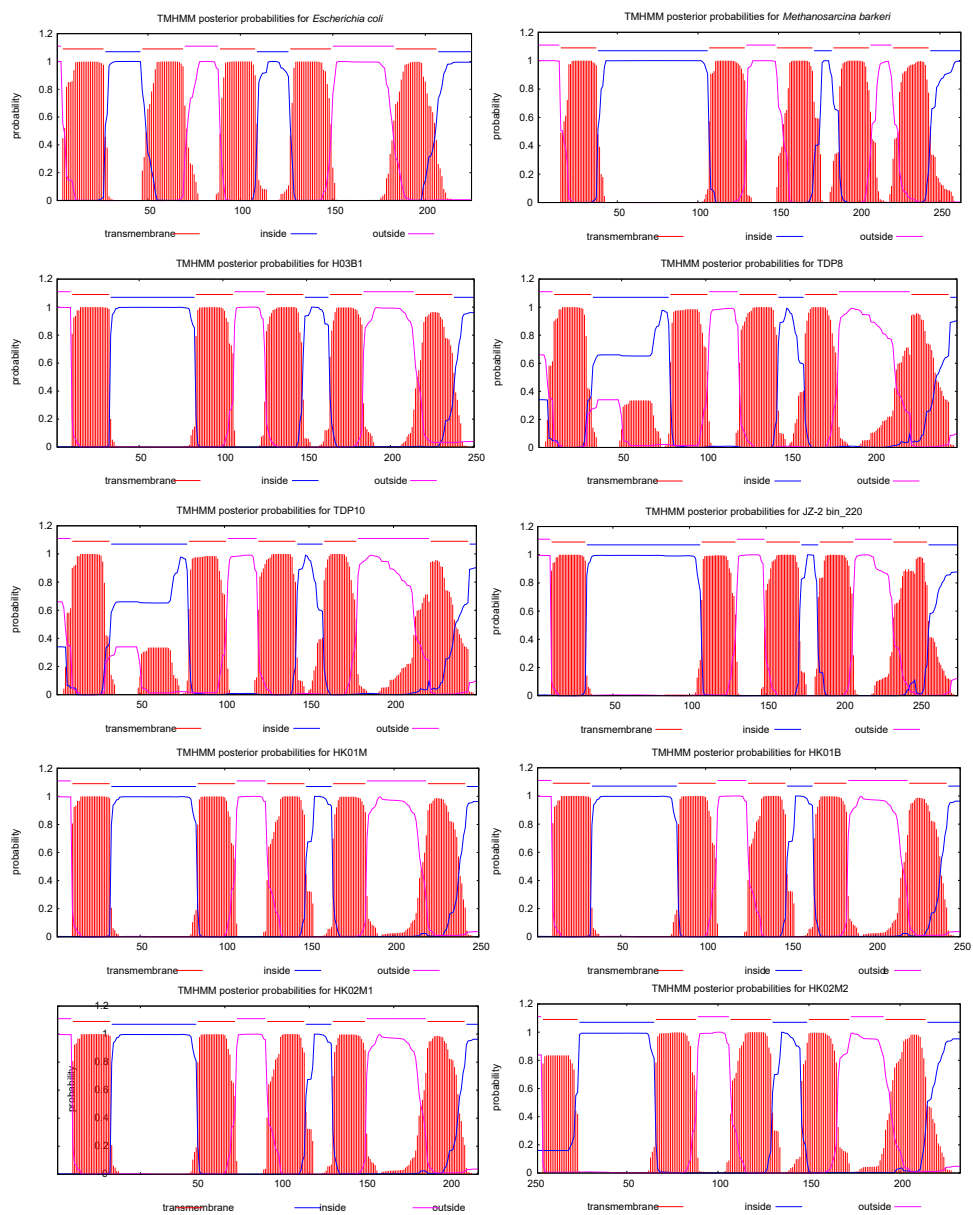 TMHMM posterior probabilities for Escherichia coli
1.2
1
0.8
0.6
0.4
0.2
0
probability
50 100 150 200
transmembrane inside outside
TMHMM posterior probabilities for Methanosarcina barkeri
1.2
1
0.8
0.6
0.4
0.2
0
probability
50 100 150 200 250
transmembrane inside outside
TMHMM posterior probabilities for H03B1
1.2
1
0.8
0.6
0.4
0.2
0
probability
50 100 150 200 250
transmembrane inside outside
TMHMM posterior probabilities for TDP8
1.2
1
0.8
0.6
0.4
0.2
0
probability
50 100 150 200
transmembrane inside outside
TMHMM posterior probabilities for TDP10
1.2
1
0.8
0.6
0.4
0.2
0
probability
50 100 150 200
transmembrane inside outside
TMHMM posterior probabilities for JZ-2 bin_220
1.2
1
0.8
0.6
0.4
0.2
0
probability
50 100 150 200 250
transmembrane inside outside
TMHMM posterior probabilities for HK01M
1.2
1
0.8
0.6
0.4
0.2
0
probability
50 100 150 200 250
transmembrane inside outside
TMHMM posterior probabilities for HK01B
1.2
1
0.8
0.6
0.4
0.2
0
probability
50 100 150 200 250
transmembrane inside outside
TMHMM posterior probabilities for HK02M1
1.2
1
0.8
0.6
0.4
0.2
0
probability
50 100 150 200
transmembrane inside outside
TMHMM posterior probabilities for HK02M2
1.2
1
0.8
0.6
0.4
0.2
0
probability
250 50 100 150 200
transmembrane inside outside